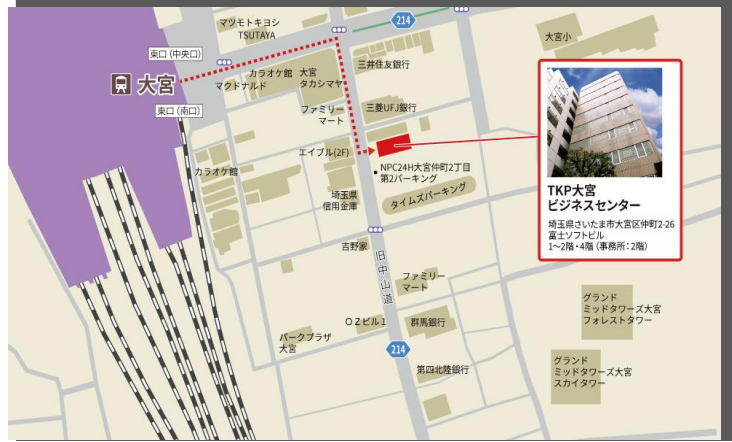 マツモトキヨシ
TSUTAYA
214
大宮小
東口 (中央口)
大宮
カラオケ館
マクドナルド
大宮
タカシマヤ
三井住友銀行
東口 (南口)
ファミリー
マート
三菱UFJ銀行
エイブル(2F)
カラオケ館
NPC24H大宮仲町2丁目
第2パーキング
タイムズパーキング
埼玉県
信用金庫
TKP大宮
ビジネスセンター
埼玉県さいたま市大宮区仲町2-26
富士ソフトビル
1〜2階・4階 (事務所:2階)
吉野家
旧中山道
ファミリー
マート
OZビル1
群馬銀行
パークプラザ
大宮
214
第四北陸銀行
グランド
ミッドタワーズ大宮
フォレストタワー
グランド
ミッドタワーズ大宮
スカイタワー